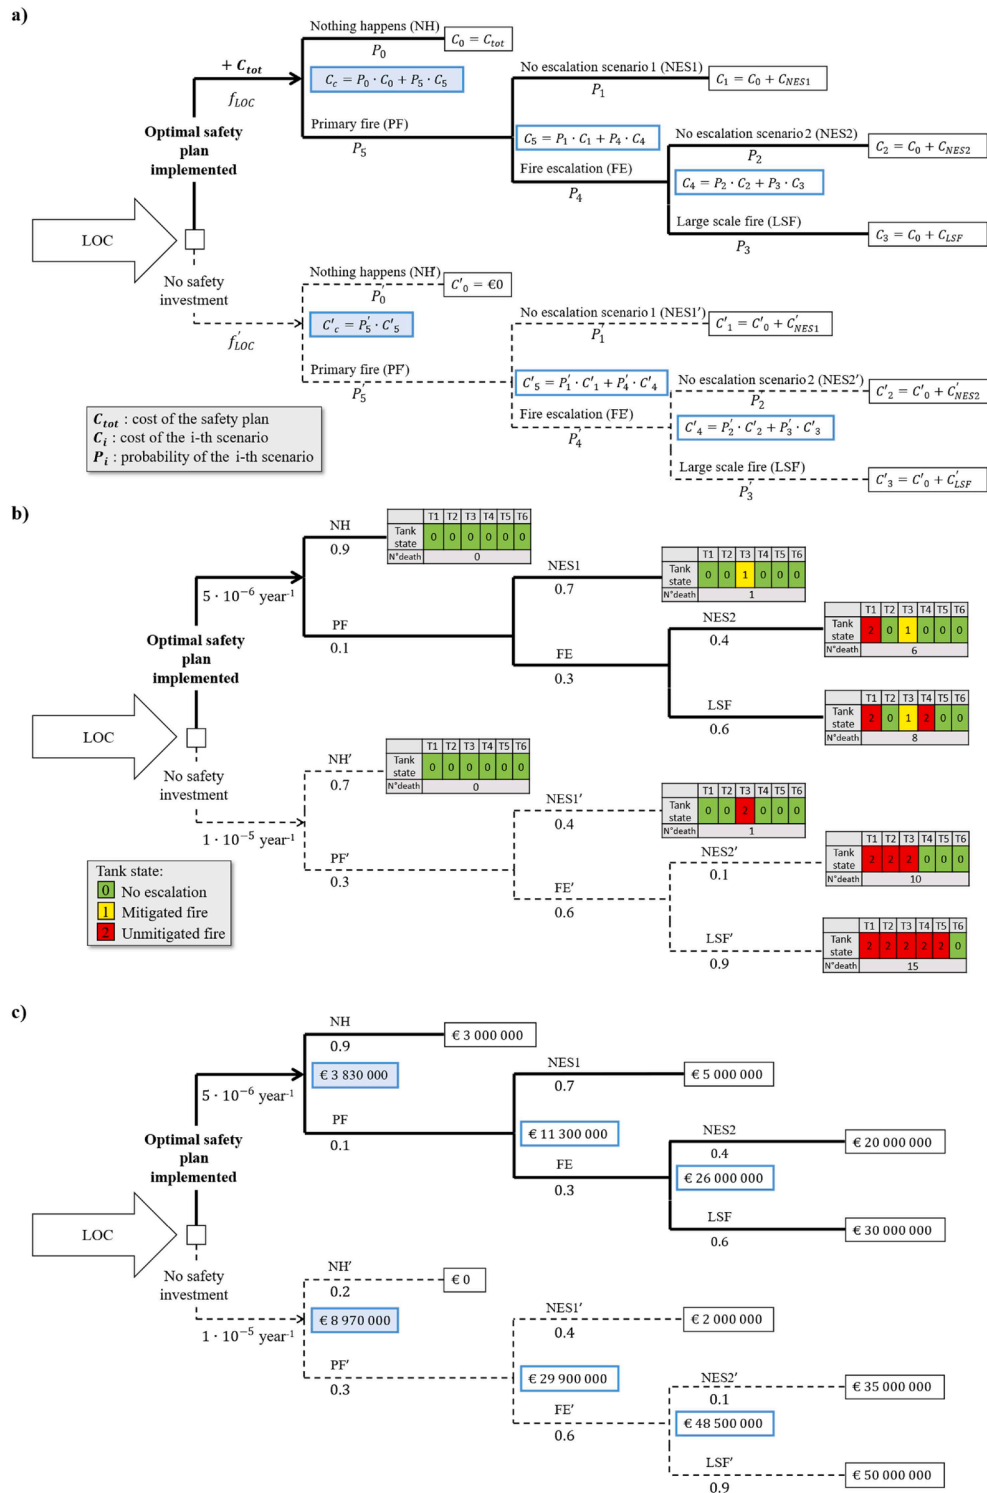 a)
Nothing happens (NH)
P₀
C₀ = Cₜₒₜ
+ Cₜₒₜ
f_LOC
C_c = P₀ · C₀ + P₅ · C₅
No escalation scenario 1 (NES1)
P₁
C₁ = C₀ + C_NES1
Optimal safety
plan
implemented
Primary fire (PF)
P₅
C₅ = P₁ · C₁ + P₄ · C₄
No escalation scenario 2 (NES2)
P₂
C₂ = C₀ + C_NES2
Fire escalation (FE)
P₄
C₄ = P₂ · C₂ + P₃ · C₃
LOC
Large scale fire (LSF)
P₃
C₃ = C₀ + C_LSF
No safety
investment
Nothing happens (NH')
P'₀
C'₀ = €0
f'_LOC
C'_c = P'₅ · C'₅
No escalation scenario 1 (NES1')
P'₁
C'₁ = C'₀ + C'_NES1
Primary fire (PF')
P'₅
C'₅ = P'₁ · C'₁ + P'₄ · C'₄
No escalation scenario 2 (NES2')
P'₂
C'₂ = C'₀ + C'_NES2
Fire escalation (FE')
P'₄
C'₄ = P'₂ · C'₂ + P'₃ · C'₃
Large scale fire (LSF')
P'₃
C'₃ = C'₀ + C'_LSF
Cₜₒₜ : cost of the safety plan
C_i : cost of the i-th scenario
P_i : probability of the i-th scenario
b)
NH
0.9
T1 T2 T3 T4 T5 T6
Tank state 0 0 0 0 0 0
N°death 0
5 · 10⁻⁶ year⁻¹
NES1
0.7
T1 T2 T3 T4 T5 T6
Tank state 0 0 1 0 0 0
N°death 1
Optimal safety
plan
implemented
PF
0.1
NES2
0.4
T1 T2 T3 T4 T5 T6
Tank state 2 0 1 0 0 0
N°death 6
FE
0.3
LOC
LSF
0.6
T1 T2 T3 T4 T5 T6
Tank state 2 0 1 2 0 0
N°death 8
No safety
investment
NH'
0.7
T1 T2 T3 T4 T5 T6
Tank state 0 0 0 0 0 0
N°death 0
1 · 10⁻⁵ year⁻¹
NES1'
0.4
T1 T2 T3 T4 T5 T6
Tank state 0 0 2 0 0 0
N°death 1
PF'
0.3
NES2'
0.1
T1 T2 T3 T4 T5 T6
Tank state 2 2 2 0 0 0
N°death 10
FE'
0.6
LSF'
0.9
T1 T2 T3 T4 T5 T6
Tank state 2 2 2 2 2 0
N°death 15
Tank state:
0 No escalation
1 Mitigated fire
2 Unmitigated fire
c)
NH
0.9
€ 3 000 000
5 · 10⁻⁶ year⁻¹
€ 3 830 000
NES1
0.7
€ 5 000 000
Optimal safety
plan
implemented
PF
0.1
€ 11 300 000
NES2
0.4
€ 20 000 000
FE
0.3
€ 26 000 000
LOC
LSF
0.6
€ 30 000 000
No safety
investment
NH'
0.2
€ 0
1 · 10⁻⁵ year⁻¹
€ 8 970 000
NES1'
0.4
€ 2 000 000
PF'
0.3
€ 29 900 000
NES2'
0.1
€ 35 000 000
FE'
0.6
€ 48 500 000
LSF'
0.9
€ 50 000 000